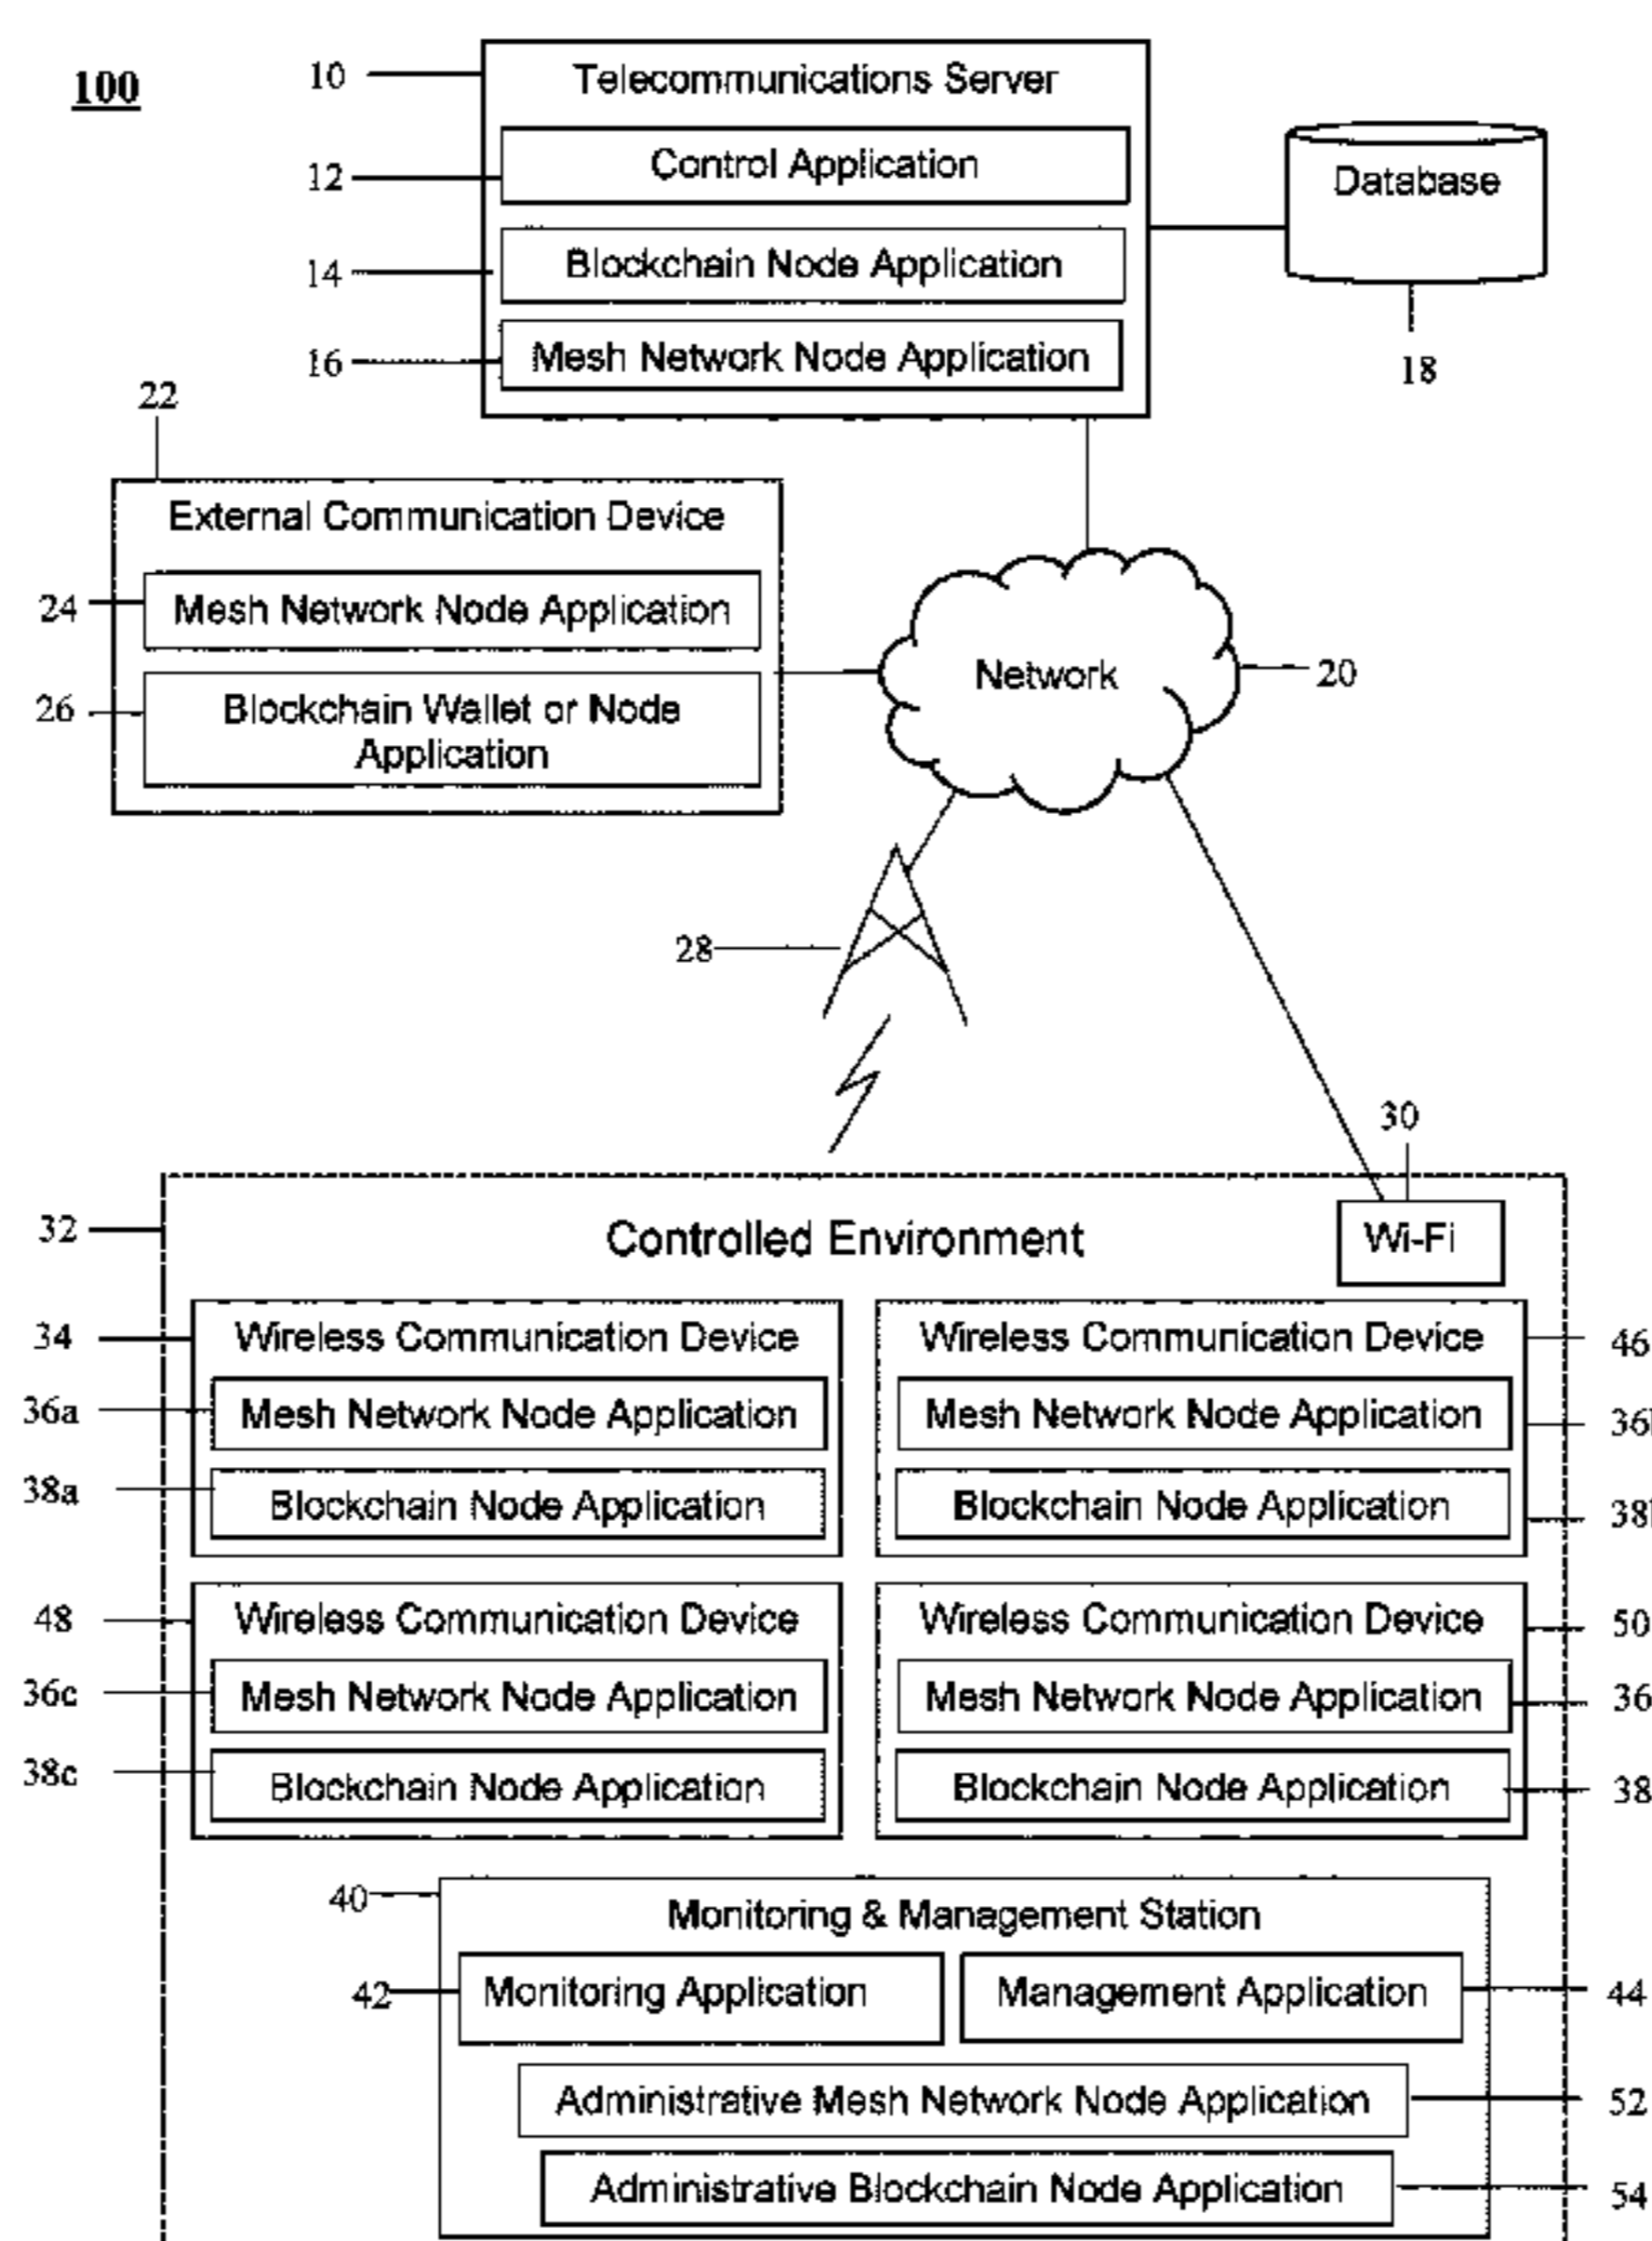 100
10
Telecommunications Server
12
Control Application
Database
14
Blockchain Node Application
16
Mesh Network Node Application
18
22
External Communication Device
24
Mesh Network Node Application
Network
20
26
Blockchain Wallet or Node
Application
28
30
32
Controlled Environment
Wi-Fi
34
Wireless Communication Device
Wireless Communication Device
46
36a
Mesh Network Node Application
Mesh Network Node Application
36
38a
Blockchain Node Application
Blockchain Node Application
38
48
Wireless Communication Device
Wireless Communication Device
50
36c
Mesh Network Node Application
Mesh Network Node Application
36
38c
Blockchain Node Application
Blockchain Node Application
38
40
Monitoring & Management Station
42
Monitoring Application
Management Application
44
Administrative Mesh Network Node Application
52
Administrative Blockchain Node Application
54